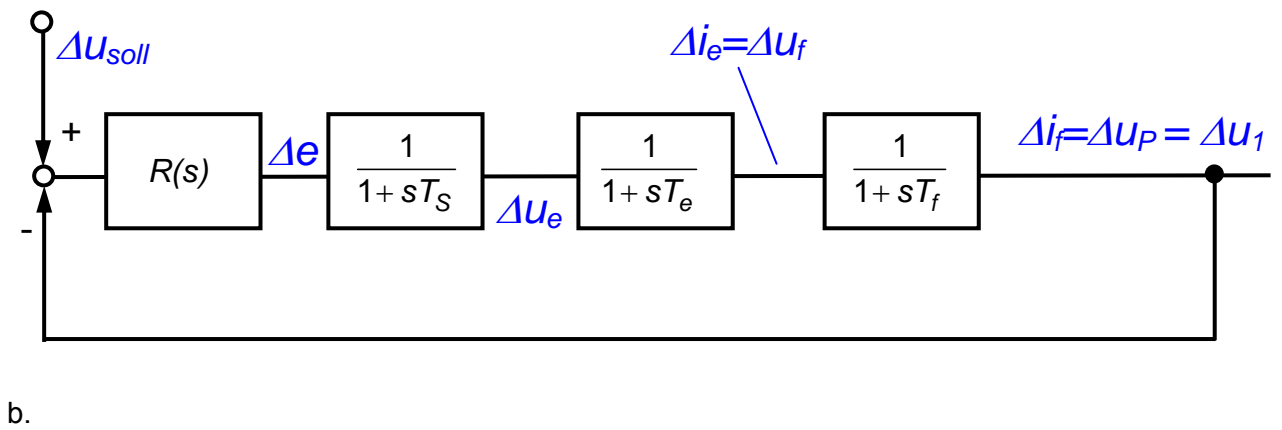 Δu_soll
Δi_e=Δu_f
+
R(s)
Δe
1/(1 + sT_S)
Δu_e
1/(1 + sT_e)
1/(1 + sT_f)
Δi_f=Δu_P = Δu_1
-
b.